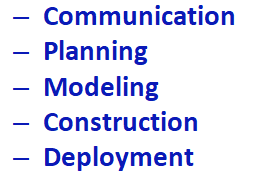 – Communication
– Planning
– Modeling
– Construction
– Deployment